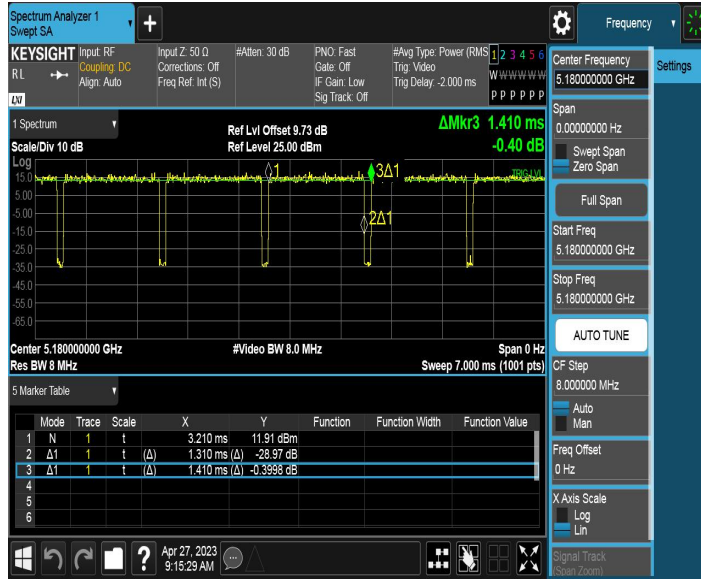 Spectrum Analyzer 1
Swept SA
+
Frequency
KEYSIGHT
RL
LXI
Input: RF
Coupling: DC
Align: Auto
Input Z: 50 Ω
Corrections: Off
Freq Ref: Int (S)
#Atten: 30 dB
PNO: Fast
Gate: Off
IF Gain: Low
Sig Track: Off
#Avg Type: Power (RMS
Trig: Video
Trig Delay: -2.000 ms
1 2 3 4 5 6
W W W W W W
P P P P P P
Center Frequency
5.180000000 GHz
Settings
Span
0.00000000 Hz
Swept Span
Zero Span
Full Span
Start Freq
5.180000000 GHz
Stop Freq
5.180000000 GHz
AUTO TUNE
CF Step
8.000000 MHz
Auto
Man
Freq Offset
0 Hz
X Axis Scale
Log
Lin
Signal Track
(Span Zoom)
1 Spectrum
Scale/Div 10 dB
Ref Lvl Offset 9.73 dB
Ref Level 25.00 dBm
ΔMkr3 1.410 ms
-0.40 dB
Log
15.0
5.00
-5.00
-15.0
-25.0
-35.0
-45.0
-55.0
-65.0
1
3Δ1
2Δ1
TRIG LVL
Center 5.180000000 GHz
Res BW 8 MHz
#Video BW 8.0 MHz
Span 0 Hz
Sweep 7.000 ms (1001 pts)
5 Marker Table
Mode Trace Scale X Y Function Function Width Function Value
1 N 1 t 3.210 ms 11.91 dBm
2 Δ1 1 t (Δ) 1.310 ms (Δ) -28.97 dB
3 Δ1 1 t (Δ) 1.410 ms (Δ) -0.3998 dB
4
5
6
?
Apr 27, 2023
9:15:29 AM